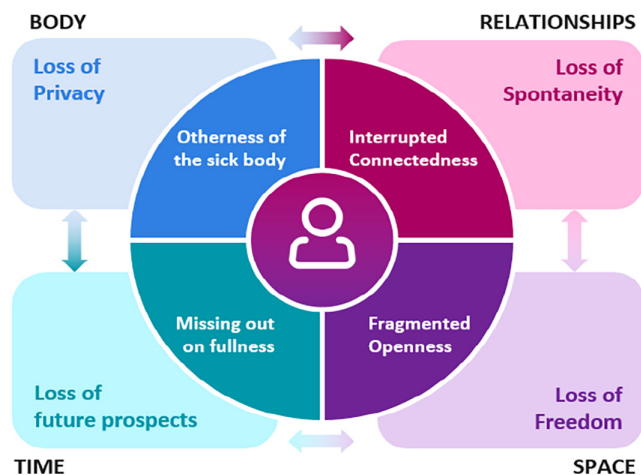 BODY
RELATIONSHIPS
Loss of
Privacy
Loss of
Spontaneity
Otherness of
the sick body
Interrupted
Connectedness
Missing out
on fullness
Fragmented
Openness
Loss of
future prospects
Loss of
Freedom
TIME
SPACE